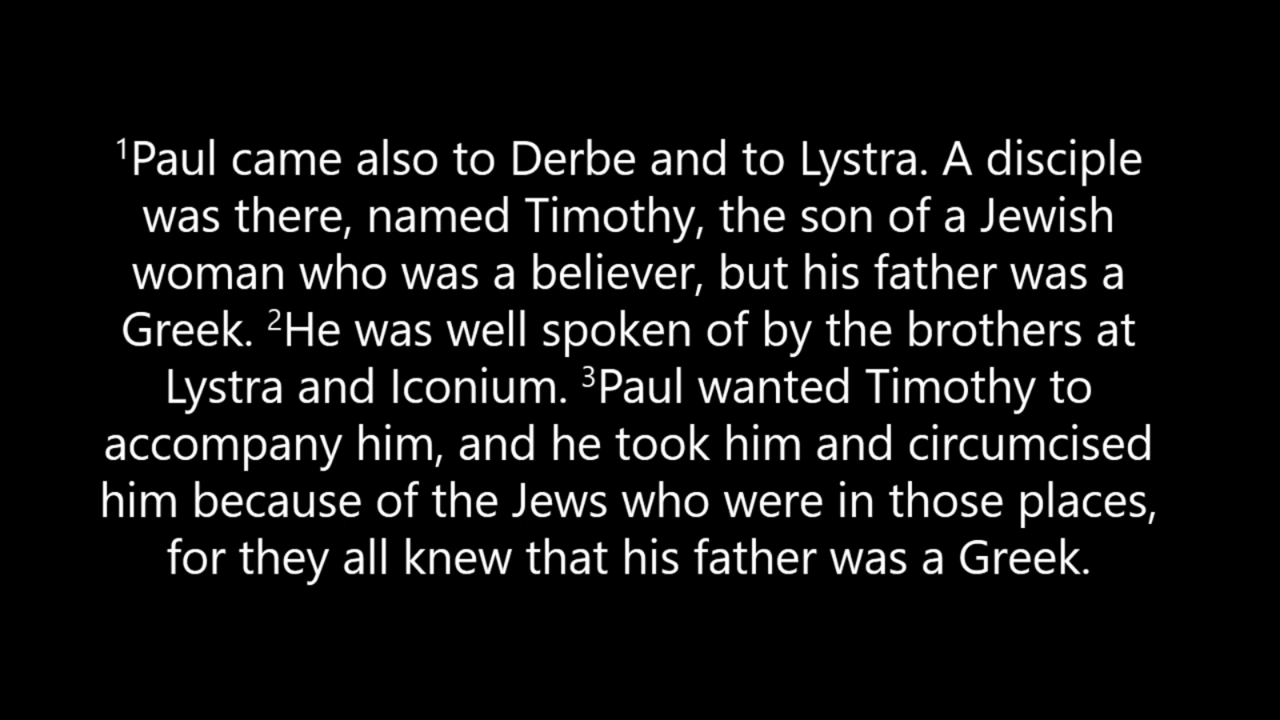 ¹Paul came also to Derbe and to Lystra. A disciple
was there, named Timothy, the son of a Jewish
woman who was a believer, but his father was a
Greek. ²He was well spoken of by the brothers at
Lystra and Iconium. ³Paul wanted Timothy to
accompany him, and he took him and circumcised
him because of the Jews who were in those places,
for they all knew that his father was a Greek.